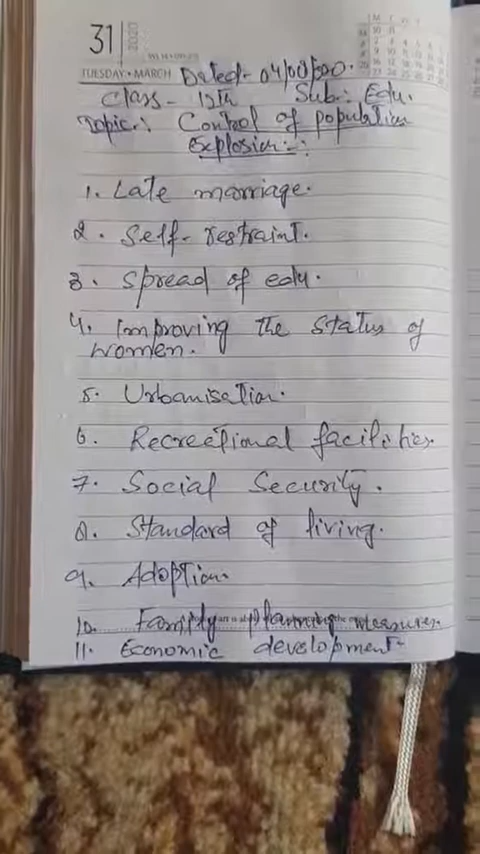 31 2020
TUESDAY • MARCH Dated:- 04/08/2020.
Class- 12th Sub:- Edu.
Topic:- Control of population
explosion:-
1. Late marriage.
2. Self-restraint.
3. Spread of edu.
4. Improving the status of
women.
5. Urbanisation.
6. Recreational facilities.
7. Social Security.
8. Standard of living.
9. Adoption.
10. Family planning measures.
11. Economic development-